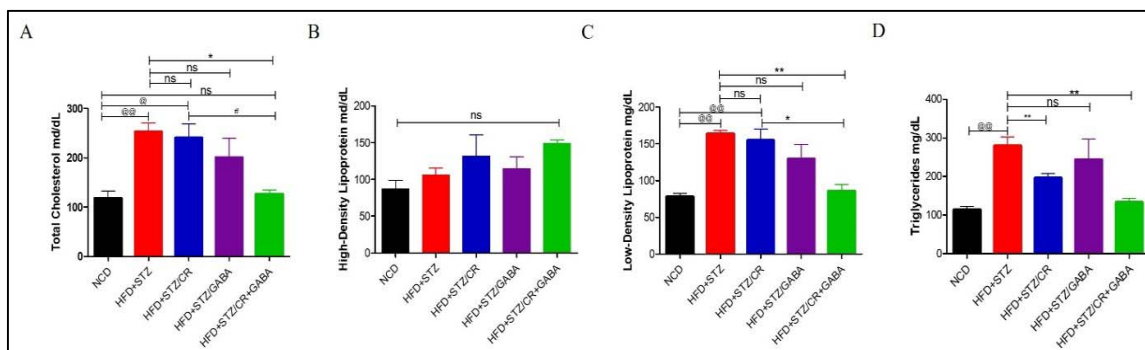 A
B
C
D
*
ns
ns
ns
@
@@
#
Total Cholesterol md/dL
300
200
100
0
NCD
HFD+STZ
HFD+STZ/CR
HFD+STZ/GABA
HFD+STZ/CR+GABA
ns
High-Density Lipoprotein md/dL
200
150
100
50
0
NCD
HFD+STZ
HFD+STZ/CR
HFD+STZ/GABA
HFD+STZ/CR+GABA
**
ns
ns
@@
@@
*
Low-Density Lipoprotein mg/dL
200
150
100
50
0
NCD
HFD+STZ
HFD+STZ/CR
HFD+STZ/GABA
HFD+STZ/CR+GABA
**
ns
@@
**
Triglycerides mg/dL
400
300
200
100
0
NCD
HFD+STZ
HFD+STZ/CR
HFD+STZ/GABA
HFD+STZ/CR+GABA